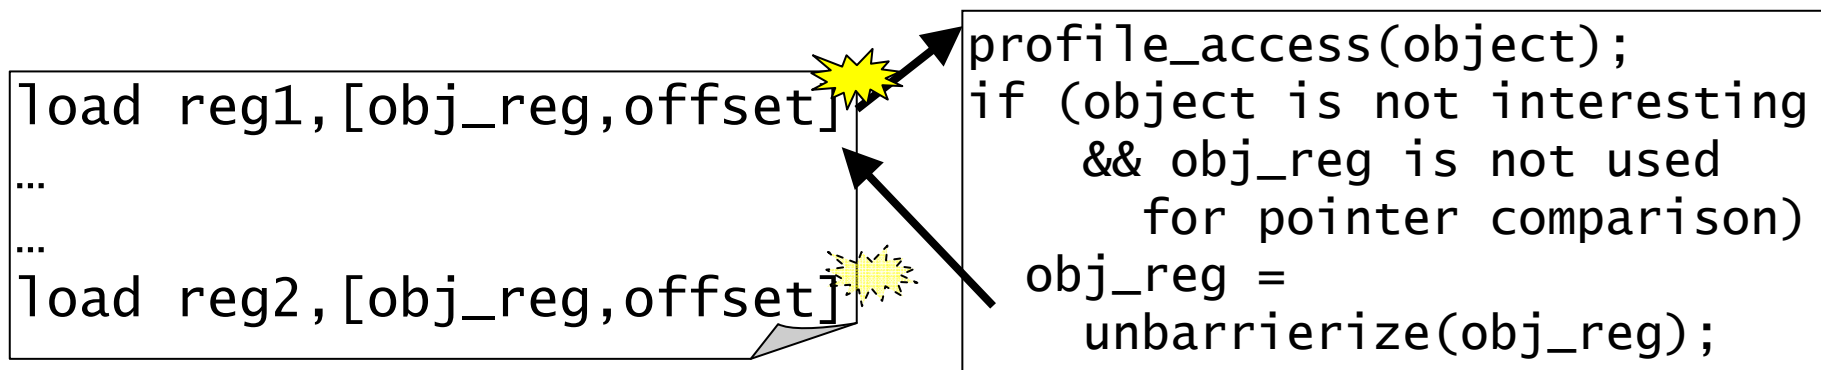 load reg1,[obj_reg,offset]
…
…
load reg2,[obj_reg,offset]
profile_access(object);
if (object is not interesting
&& obj_reg is not used
for pointer comparison)
obj_reg =
unbarrierize(obj_reg);